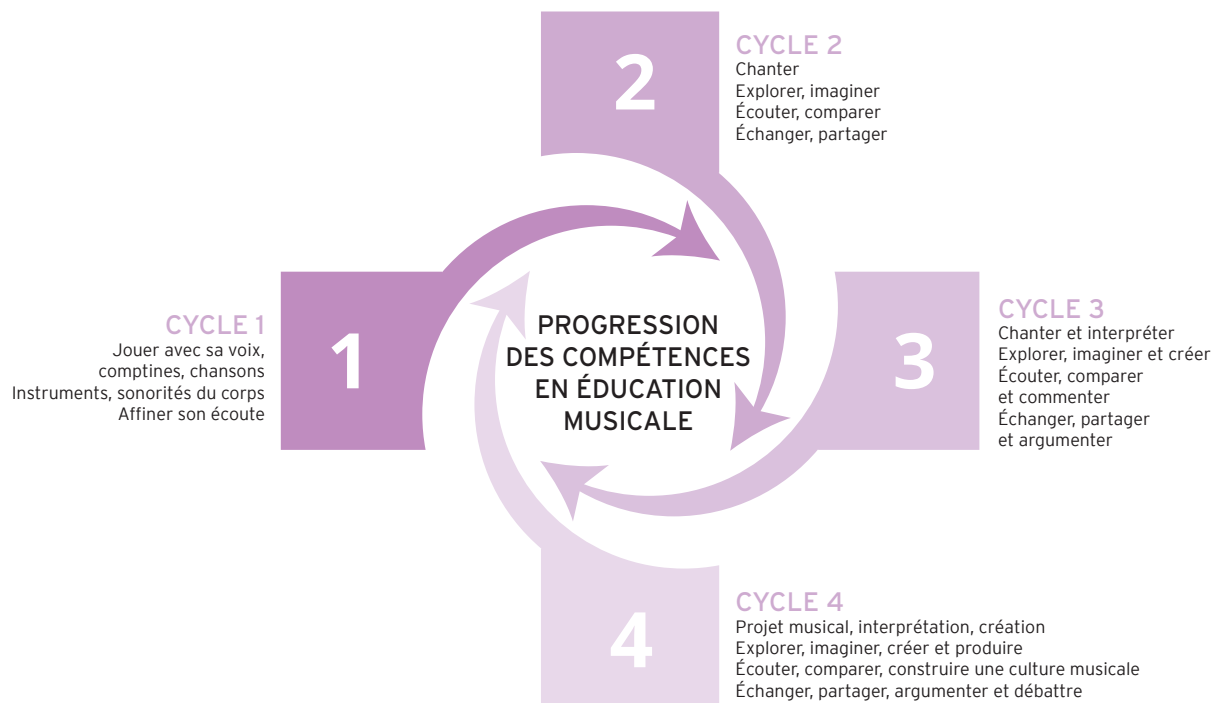 2
CYCLE 2
Chanter
Explorer, imaginer
Écouter, comparer
Échanger, partager
CYCLE 1
Jouer avec sa voix,
comptines, chansons
Instruments, sonorités du corps
Affiner son écoute
1
PROGRESSION
DES COMPÉTENCES
EN ÉDUCATION
MUSICALE
3
CYCLE 3
Chanter et interpréter
Explorer, imaginer et créer
Écouter, comparer
et commenter
Échanger, partager
et argumenter
4
CYCLE 4
Projet musical, interprétation, création
Explorer, imaginer, créer et produire
Écouter, comparer, construire une culture musicale
Échanger, partager, argumenter et débattre